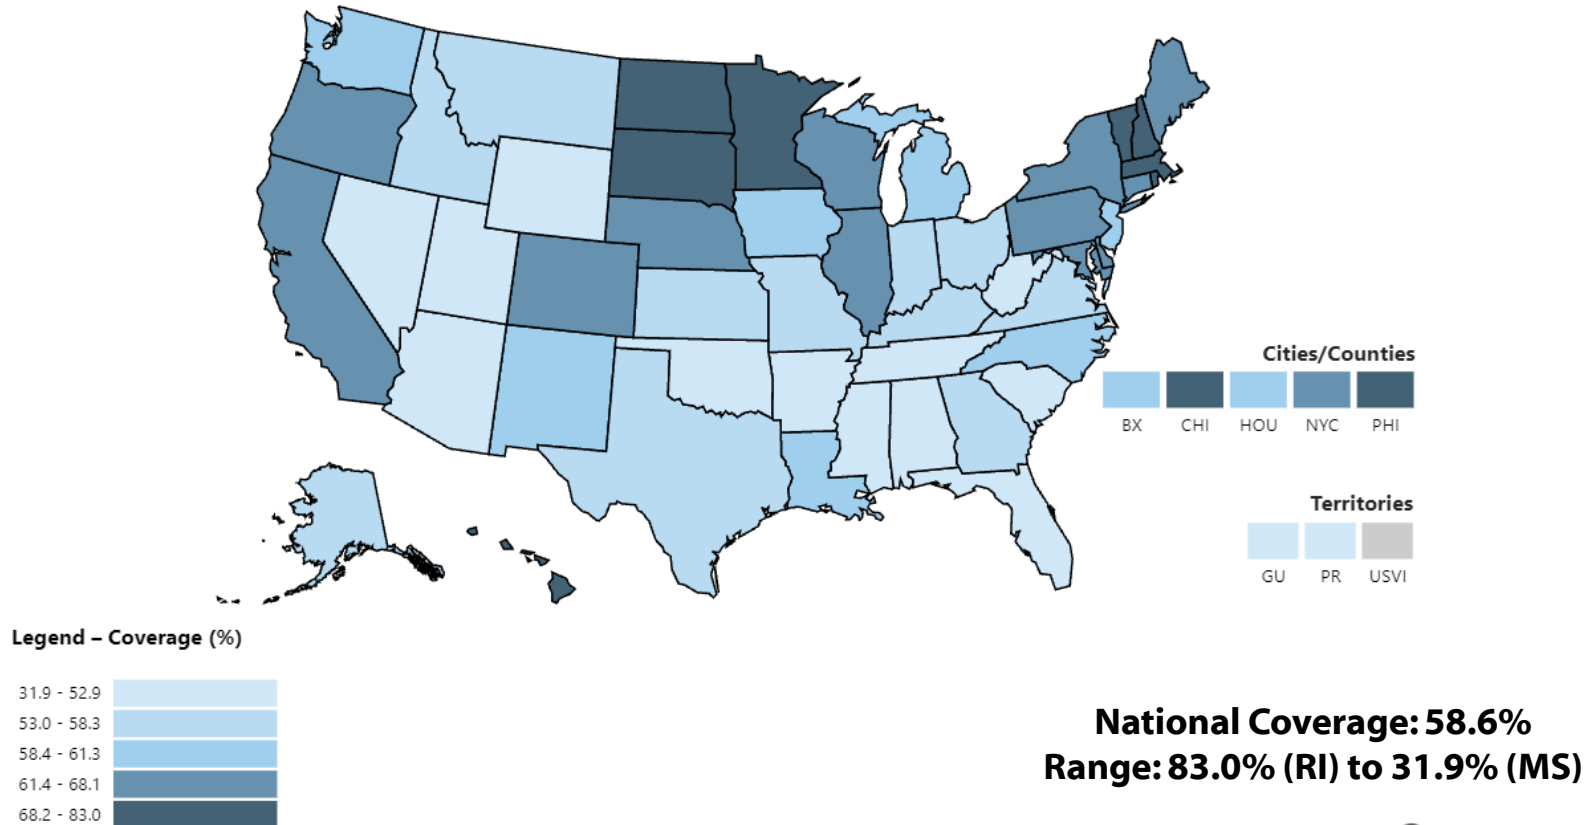 Cities/Counties
BX CHI HOU NYC PHI
Territories
GU PR USVI
Legend – Coverage (%)
31.9 - 52.9
53.0 - 58.3
58.4 - 61.3
61.4 - 68.1
68.2 - 83.0
National Coverage: 58.6%
Range: 83.0% (RI) to 31.9% (MS)